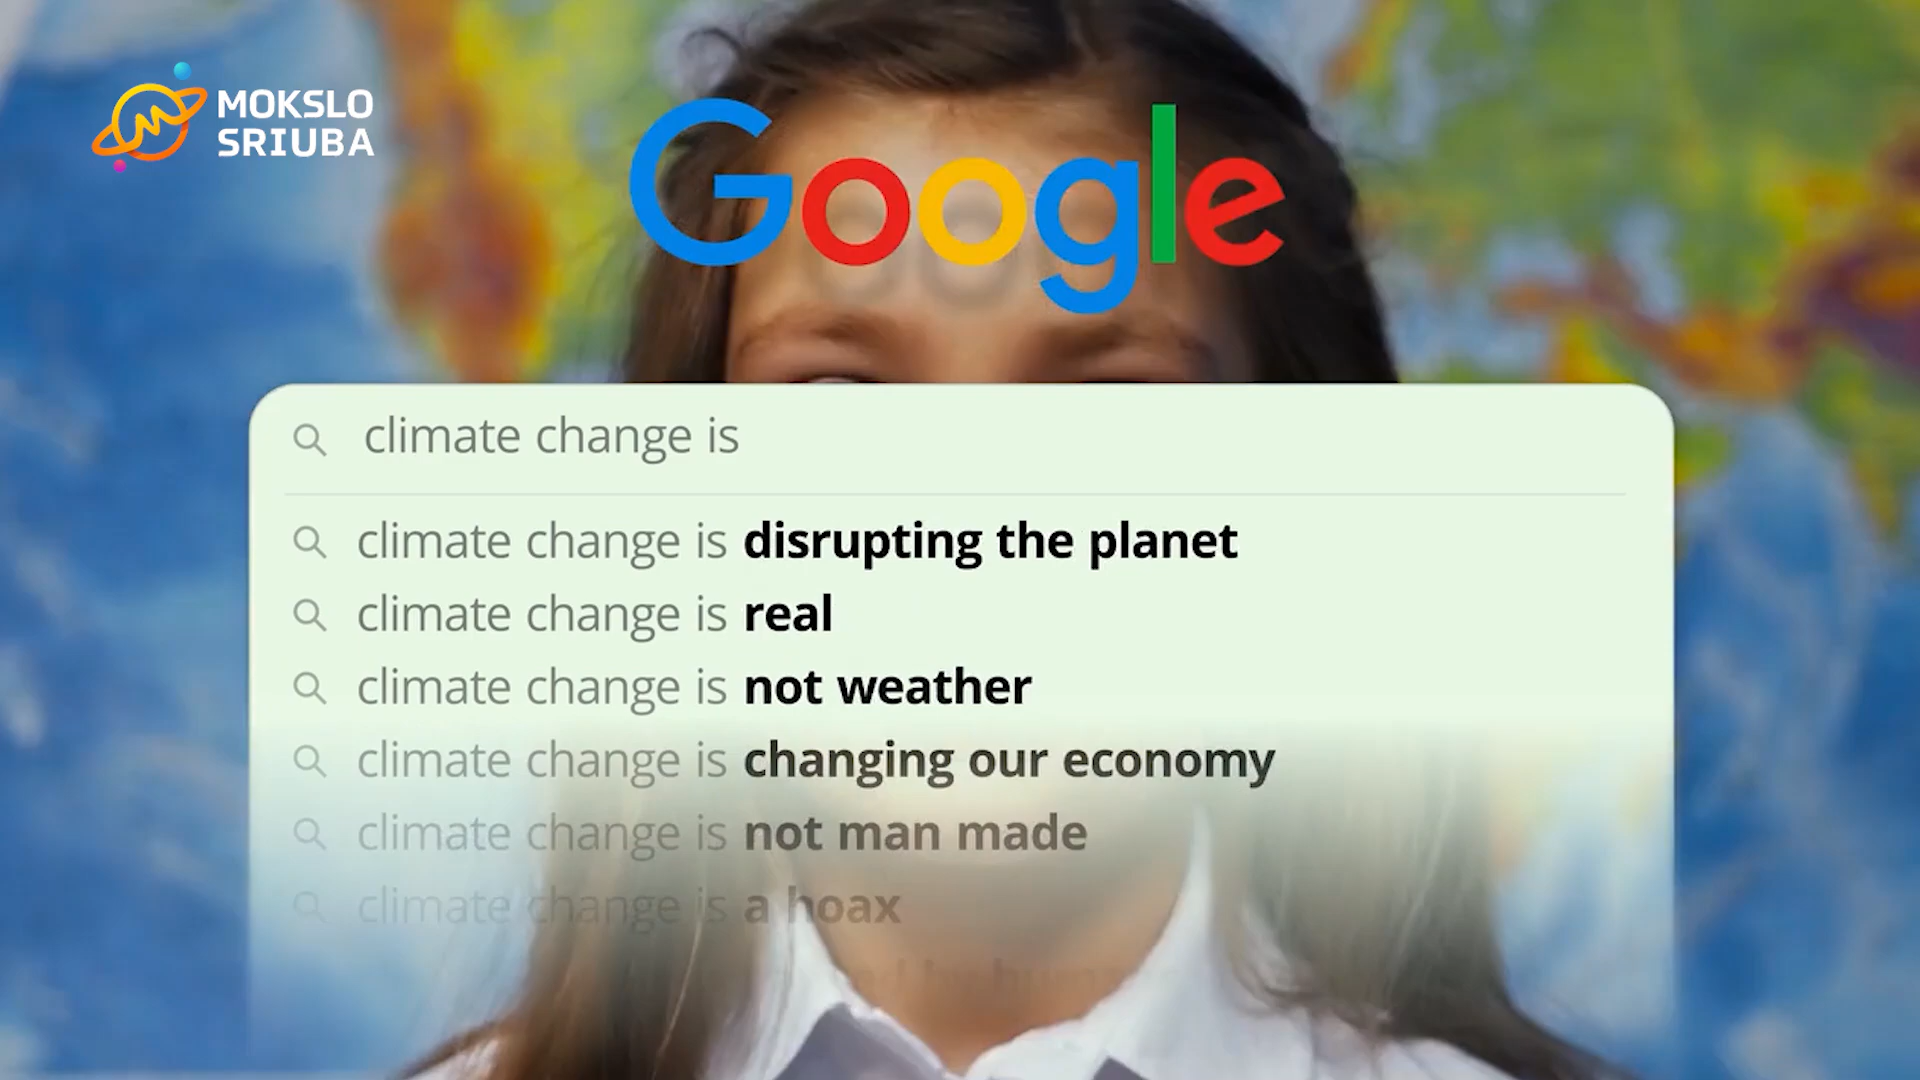 MOKSLO
SRIUBA
Google
climate change is
climate change is disrupting the planet
climate change is real
climate change is not weather
climate change is changing our economy
climate change is not man made
climate change is a hoax